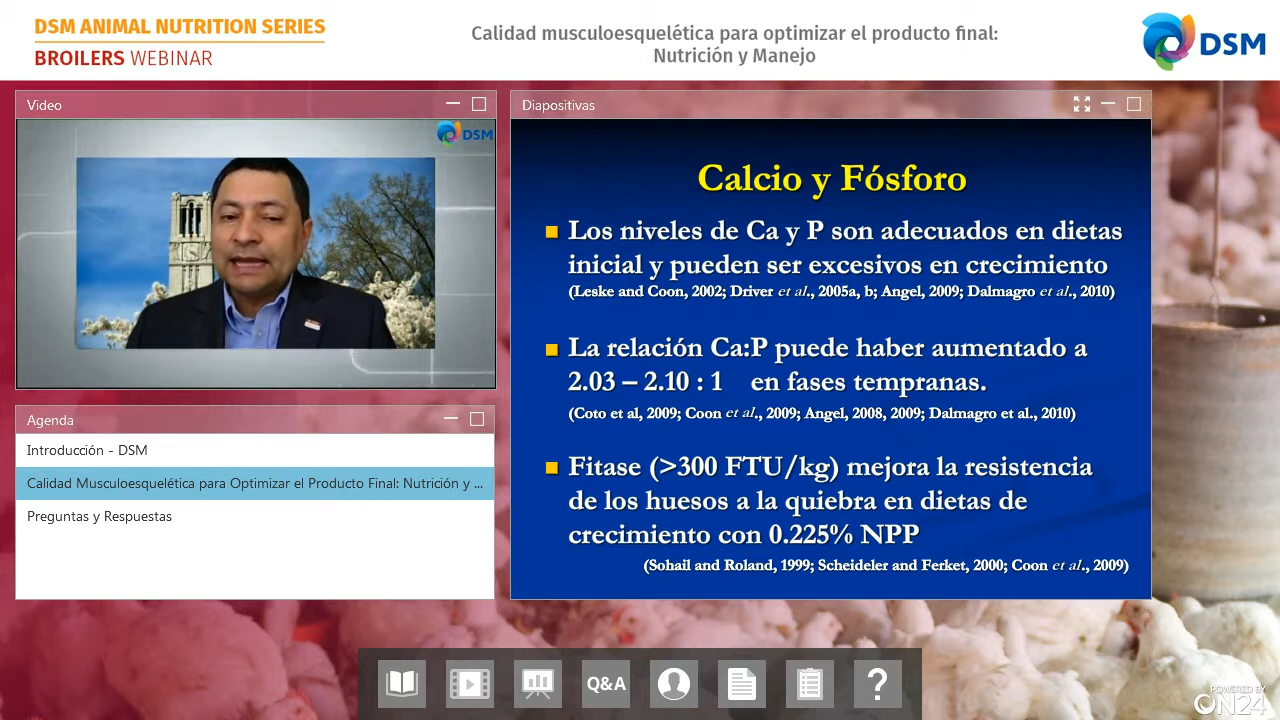 DSM ANIMAL NUTRITION SERIES
BROILERS WEBINAR
Calidad musculoesquelética para optimizar el producto final:
Nutrición y Manejo
DSM
Video
DSM
Agenda
Introducción - DSM
Calidad Musculoesquelética para Optimizar el Producto Final: Nutrición y ...
Preguntas y Respuestas
Diapositivas
Calcio y Fósforo
Los niveles de Ca y P son adecuados en dietas
inicial y pueden ser excesivos en crecimiento
(Leske and Coon, 2002; Driver et al., 2005a, b; Angel, 2009; Dalmagro et al., 2010)
La relación Ca:P puede haber aumentado a
2.03 – 2.10 : 1 en fases tempranas.
(Coto et al, 2009; Coon et al., 2009; Angel, 2008, 2009; Dalmagro et al., 2010)
Fitase (>300 FTU/kg) mejora la resistencia
de los huesos a la quiebra en dietas de
crecimiento con 0.225% NPP
(Sohail and Roland, 1999; Scheideler and Ferket, 2000; Coon et al., 2009)
Q&A
?
POWERED BY
ON24